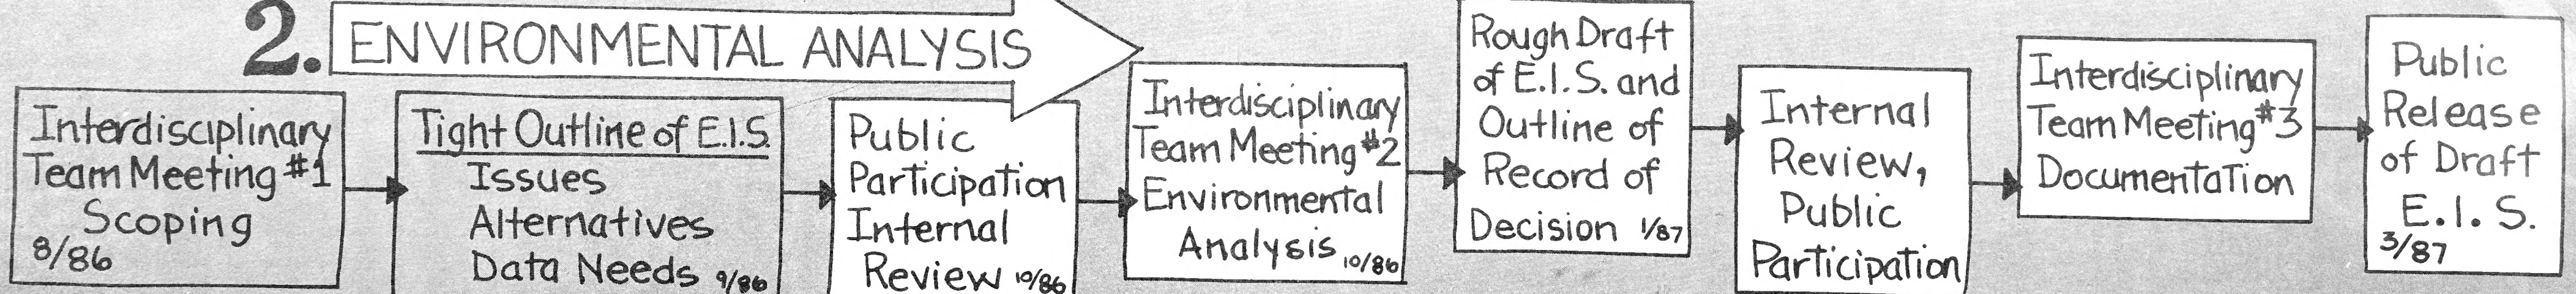 2. ENVIRONMENTAL ANALYSIS
Interdisciplinary
Team Meeting #1
Scoping
8/86
Tight Outline of E.I.S.
Issues
Alternatives
Data Needs 9/86
Public
Participation
Internal
Review 10/86
Interdisciplinary
Team Meeting #2
Environmental
Analysis 10/86
Rough Draft
of E.I.S. and
Outline of
Record of
Decision 1/87
Internal
Review,
Public
Participation
Interdisciplinary
Team Meeting #3
Documentation
Public
Release
of Draft
E.I.S.
3/87